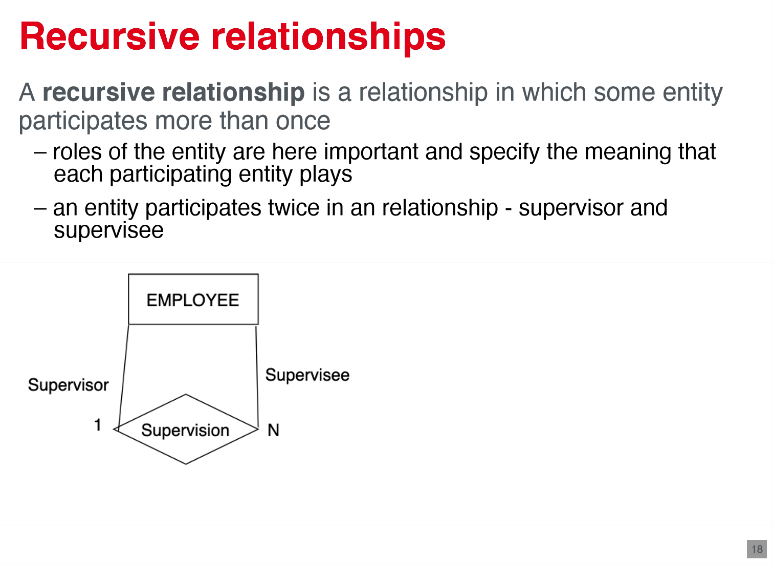 Recursive relationships
A recursive relationship is a relationship in which some entity
participates more than once
– roles of the entity are here important and specify the meaning that
each participating entity plays
– an entity participates twice in an relationship - supervisor and
supervisee
EMPLOYEE
Supervisor
Supervisee
1
Supervision
N
18